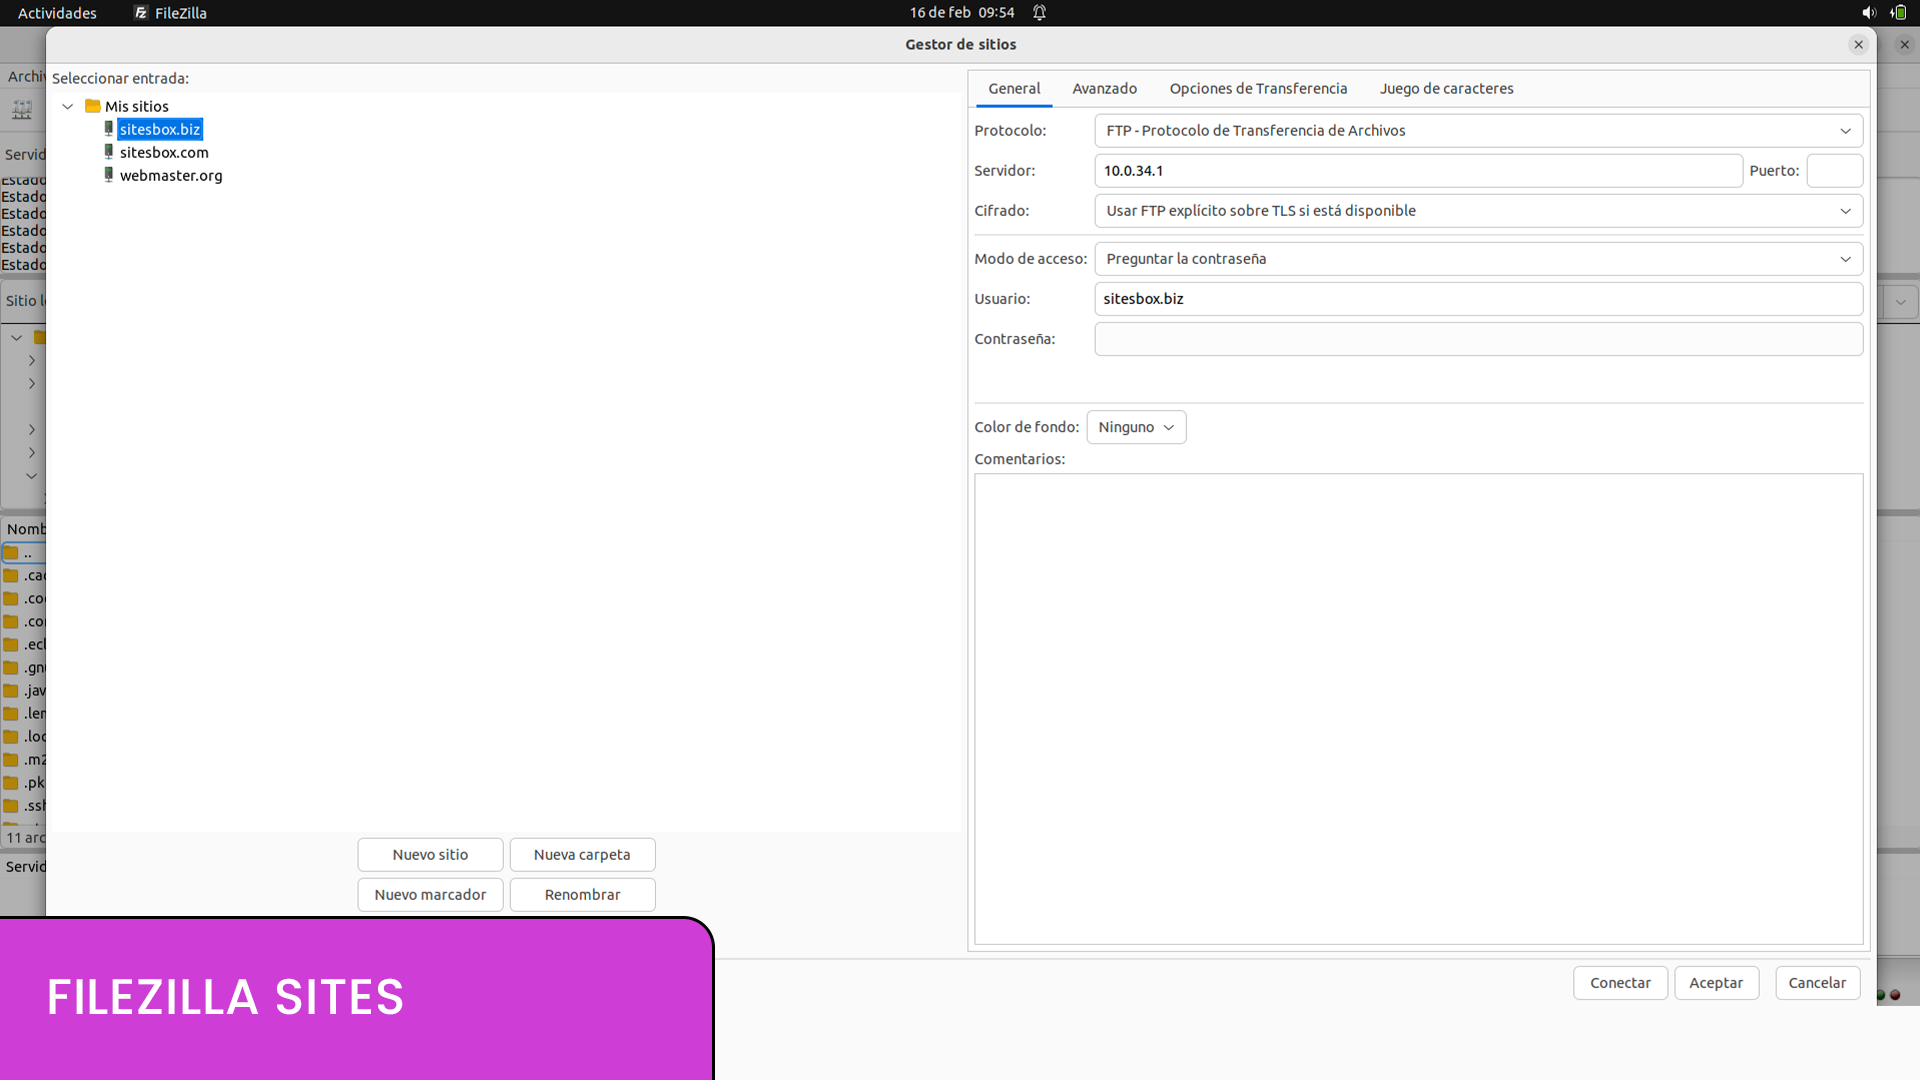 Actividades
FileZilla
16 de feb 09:54
Gestor de sitios
Seleccionar entrada:
Mis sitios
sitesbox.biz
sitesbox.com
webmaster.org
General
Avanzado
Opciones de Transferencia
Juego de caracteres
Protocolo:
FTP - Protocolo de Transferencia de Archivos
Servidor:
10.0.34.1
Puerto:
Cifrado:
Usar FTP explícito sobre TLS si está disponible
Modo de acceso:
Preguntar la contraseña
Usuario:
sitesbox.biz
Contraseña:
Color de fondo:
Ninguno
Comentarios:
Nuevo sitio
Nueva carpeta
Nuevo marcador
Renombrar
Conectar
Aceptar
Cancelar
Archi
Servid
Estado
Estado
Estado
Estado
Estado
Estado
Sitio l
Nomb
..
.cac
.co
.co
.ecl
.gn
.jav
.ler
.loc
.m2
.pk
.ssh
11 arc
Servid
FILEZILLA SITES